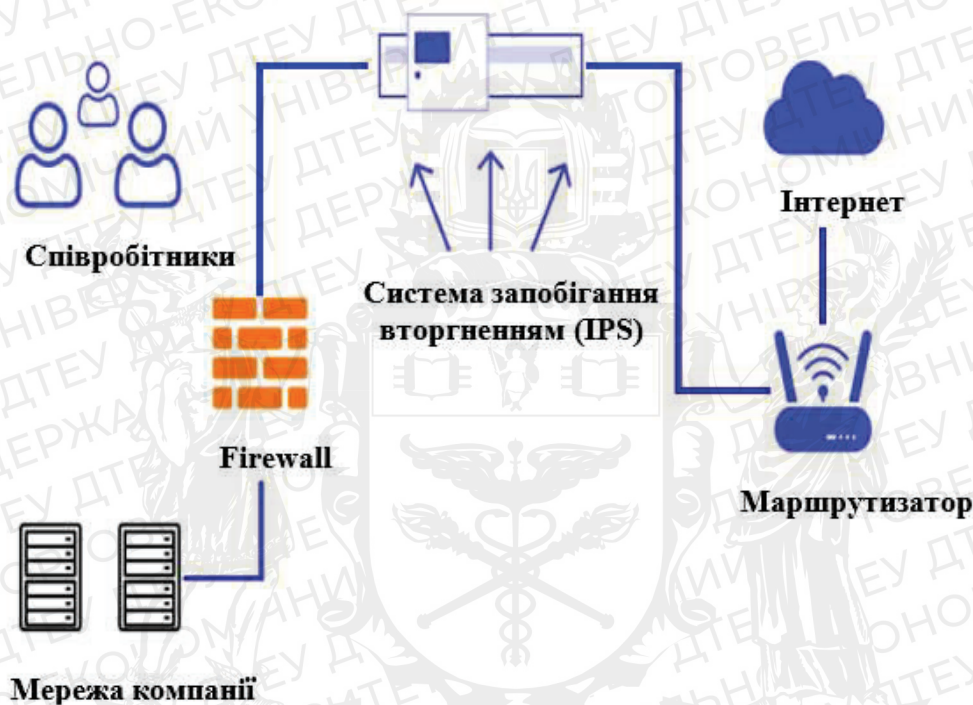 Співробітники
Інтернет
Система запобігання
вторгненням (IPS)
Firewall
Маршрутизатор
Мережа компанії